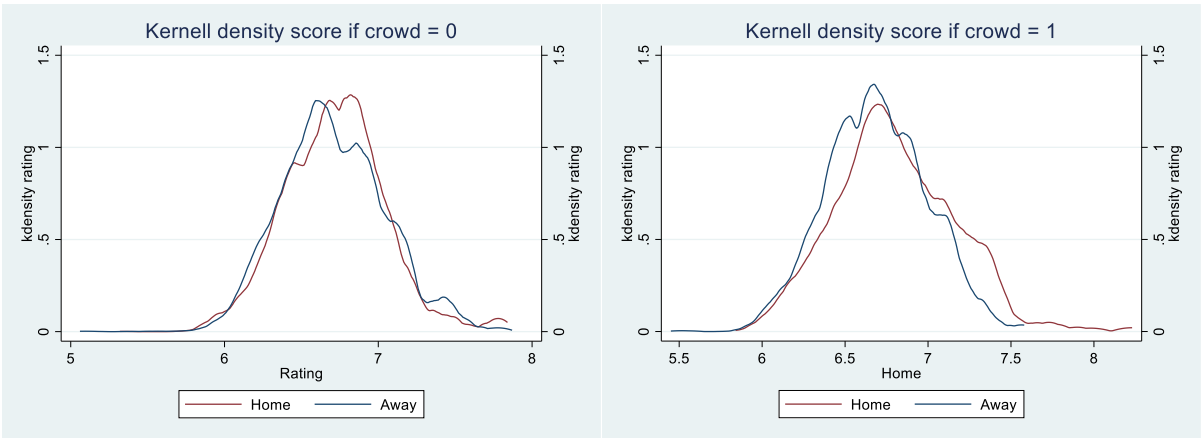 Kernell density score if crowd = 0
kdensity rating
0 .5 1 1.5
0 .5 1 1.5
kdensity rating
5 6 7 8
Rating
Home Away
Kernell density score if crowd = 1
kdensity rating
0 .5 1 1.5
0 .5 1 1.5
kdensity rating
5.5 6 6.5 7 7.5 8
Home
Home Away